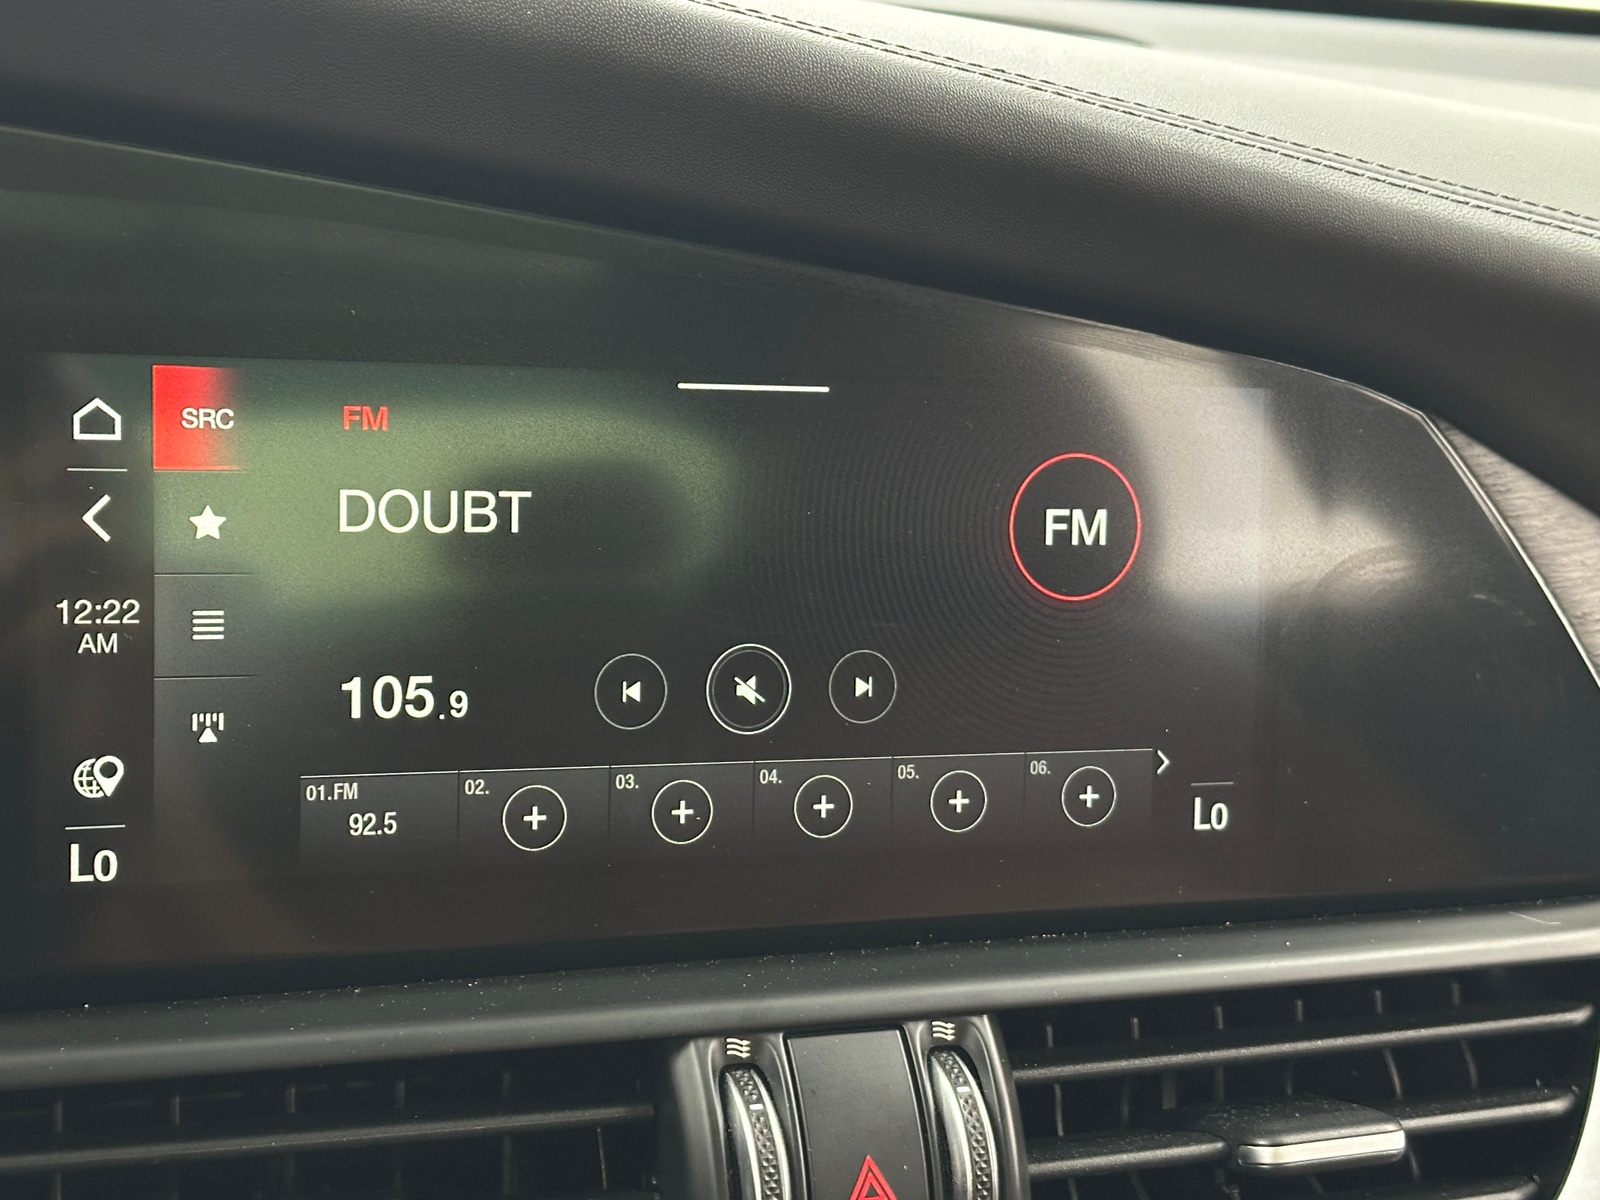 SRC
FM
DOUBT
FM
12:22
AM
105.9
01.FM
92.5
02.
03.
04.
05.
06.
Lo
Lo